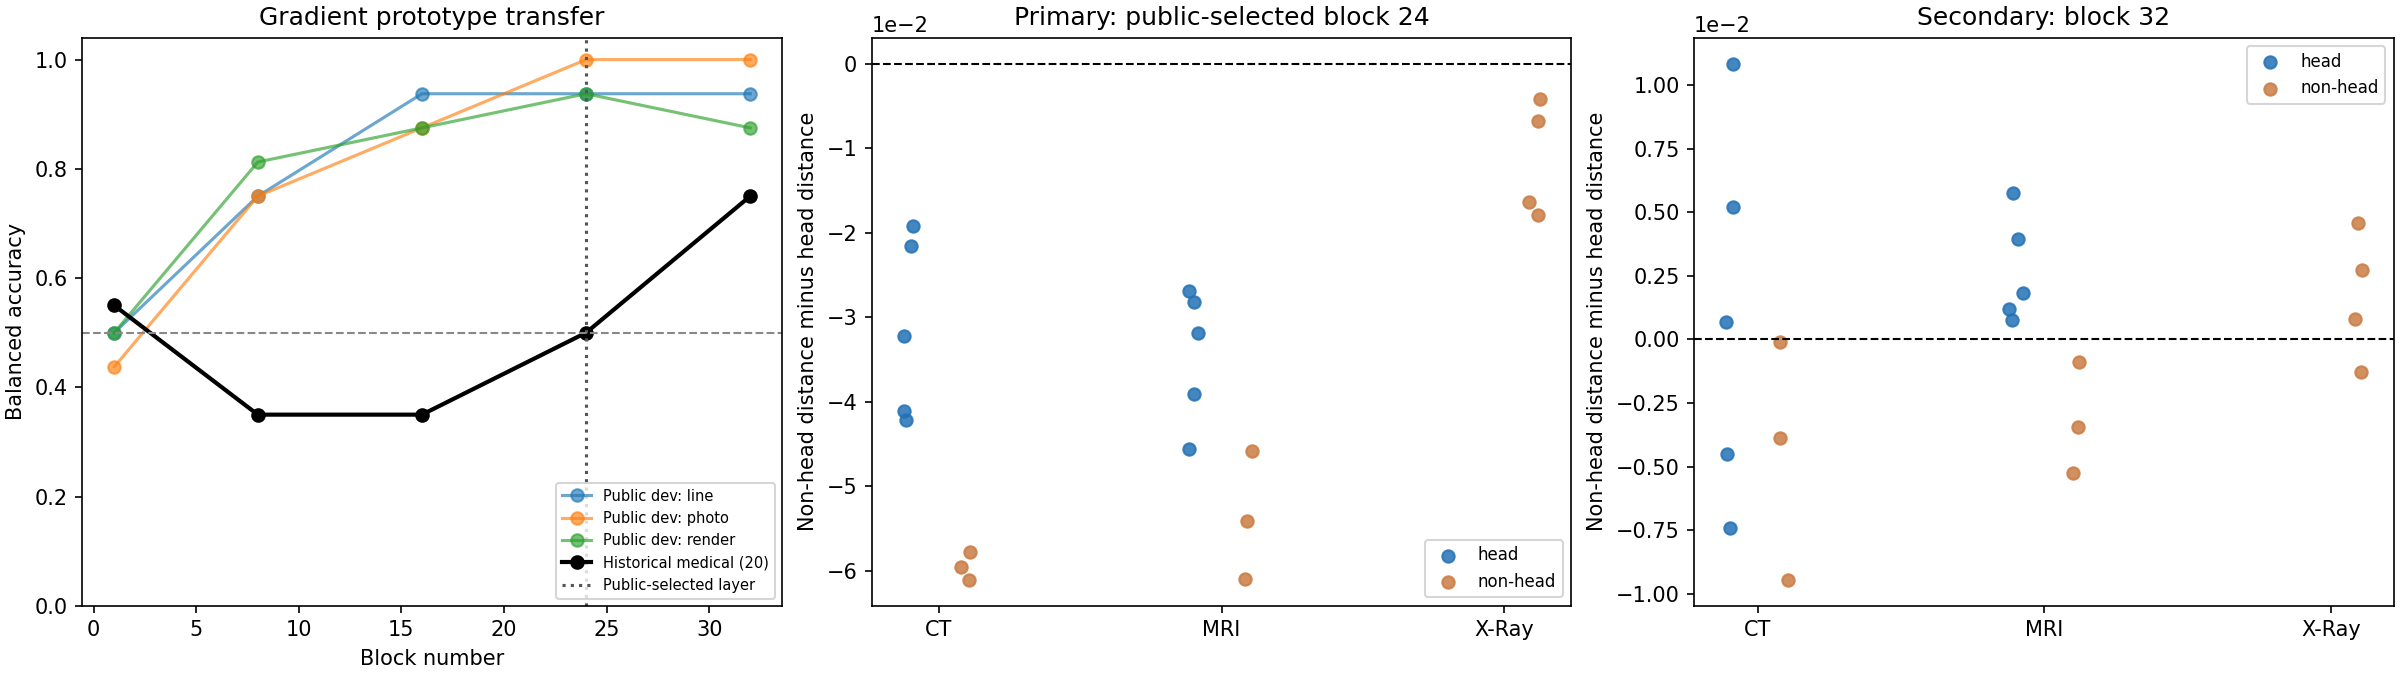 Gradient prototype transfer
Balanced accuracy
1.0
0.8
0.6
0.4
0.2
0.0
0
5
10
15
20
25
30
Block number
Public dev: line
Public dev: photo
Public dev: render
Historical medical (20)
Public-selected layer
Primary: public-selected block 24
1e−2
Non-head distance minus head distance
0
−1
−2
−3
−4
−5
−6
CT
MRI
X-Ray
head
non-head
Secondary: block 32
1e−2
Non-head distance minus head distance
1.00
0.75
0.50
0.25
0.00
−0.25
−0.50
−0.75
−1.00
CT
MRI
X-Ray
head
non-head